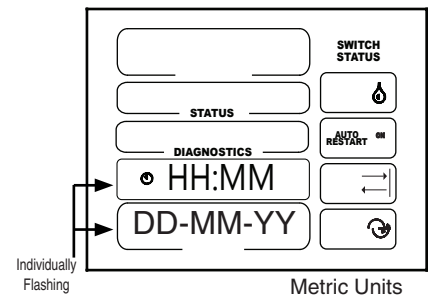 SWITCH
STATUS
STATUS
AUTO ON
RESTART
DIAGNOSTICS
HH:MM
DD-MM-YY
Individually
Flashing
Metric Units